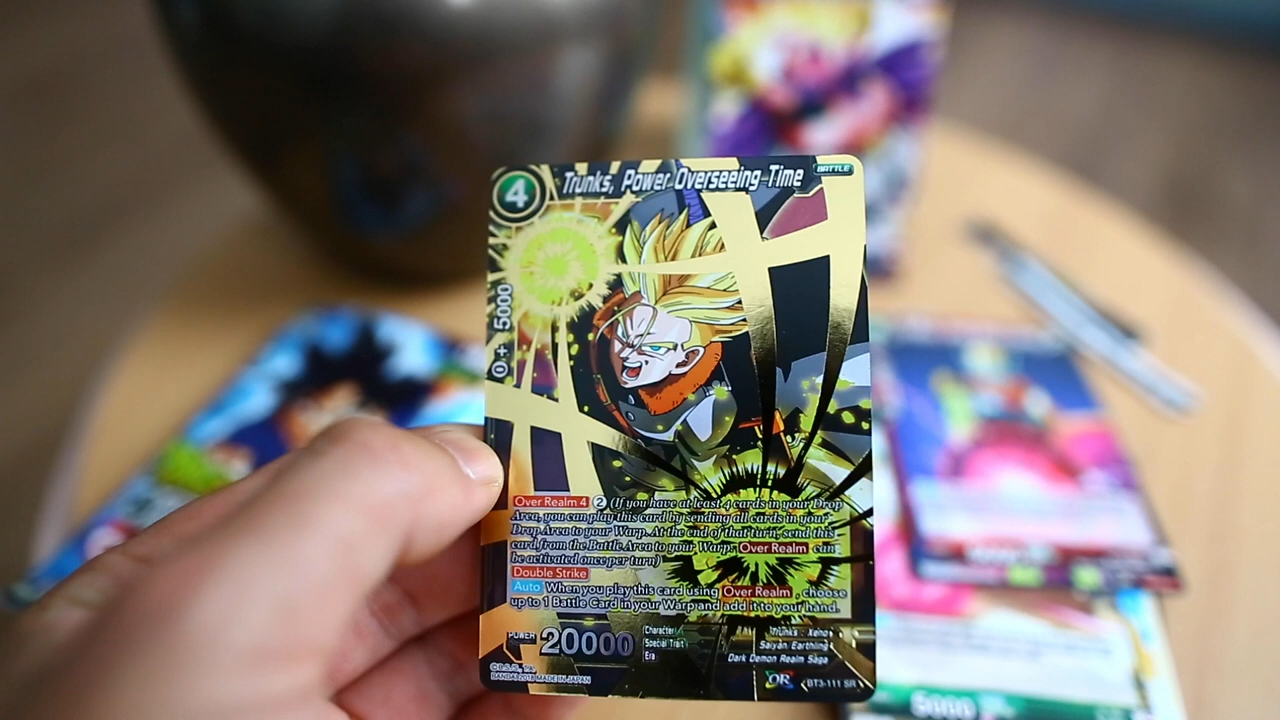 4
Trunks, Power Overseeing Time
BATTLE
0 + 5000
Over Realm 4 2 (If you have at least 4 cards in your Drop
Area, you can play this card by sending all cards in your
Drop Area to your Warp. At the end of that turn, send this
card from the Battle Area to your Warp. Over Realm can
be activated once per turn)
Double Strike
Auto When you play this card using Over Realm , choose
up to 1 Battle Card in your Warp and add it to your hand.
POWER 20000
Character Trunks : Xeno
Special Trait Saiyan Earthling
Era Dark Demon Realm Saga
©B.S./S., T.A.
BANDAI 2018 MADE IN JAPAN
OR BT3-111 SR
5000